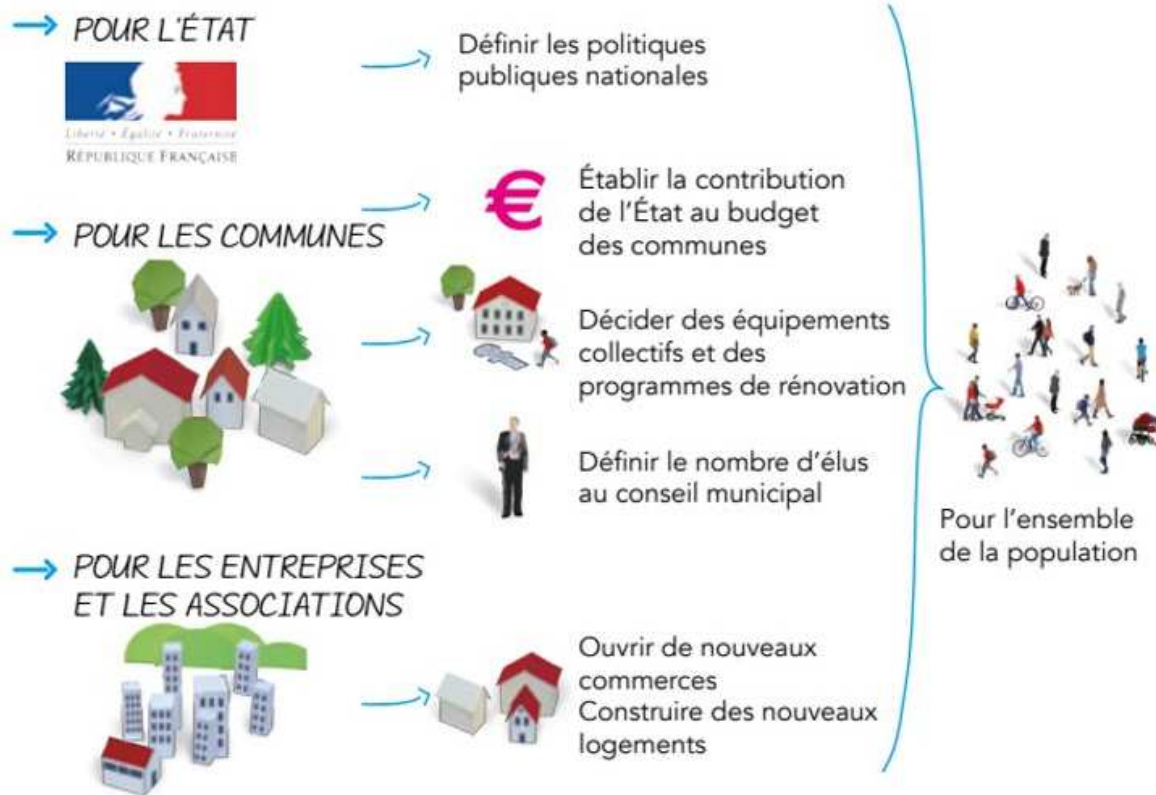 POUR L'ÉTAT
Liberté • Égalité • Fraternité
RÉPUBLIQUE FRANÇAISE
Définir les politiques
publiques nationales
POUR LES COMMUNES
€
Établir la contribution
de l'État au budget
des communes
Décider des équipements
collectifs et des
programmes de rénovation
Définir le nombre d'élus
au conseil municipal
POUR LES ENTREPRISES
ET LES ASSOCIATIONS
Ouvrir de nouveaux
commerces
Construire des nouveaux
logements
Pour l'ensemble
de la population